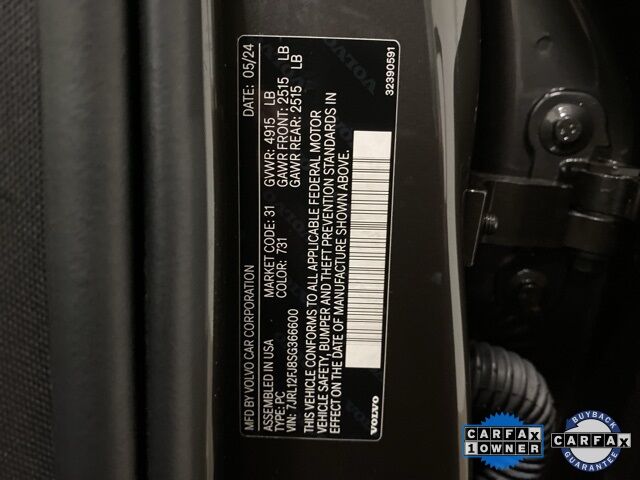 MFD BY VOLVO CAR CORPORATION
DATE: 05/24
ASSEMBLED IN USA
MARKET CODE: 31
GVWR: 4915 LB
TYPE: PC
COLOR: 731
GAWR FRONT: 2515 LB
VIN: 7JRL12FJ8SG366600
GAWR REAR: 2515 LB
THIS VEHICLE CONFORMS TO ALL APPLICABLE FEDERAL MOTOR
VEHICLE SAFETY, BUMPER AND THEFT PREVENTION STANDARDS IN
EFFECT ON THE DATE OF MANUFACTURE SHOWN ABOVE.
VOLVO
32390591
CARFAX
1 OWNER
BUYBACK
CARFAX
GUARANTEE